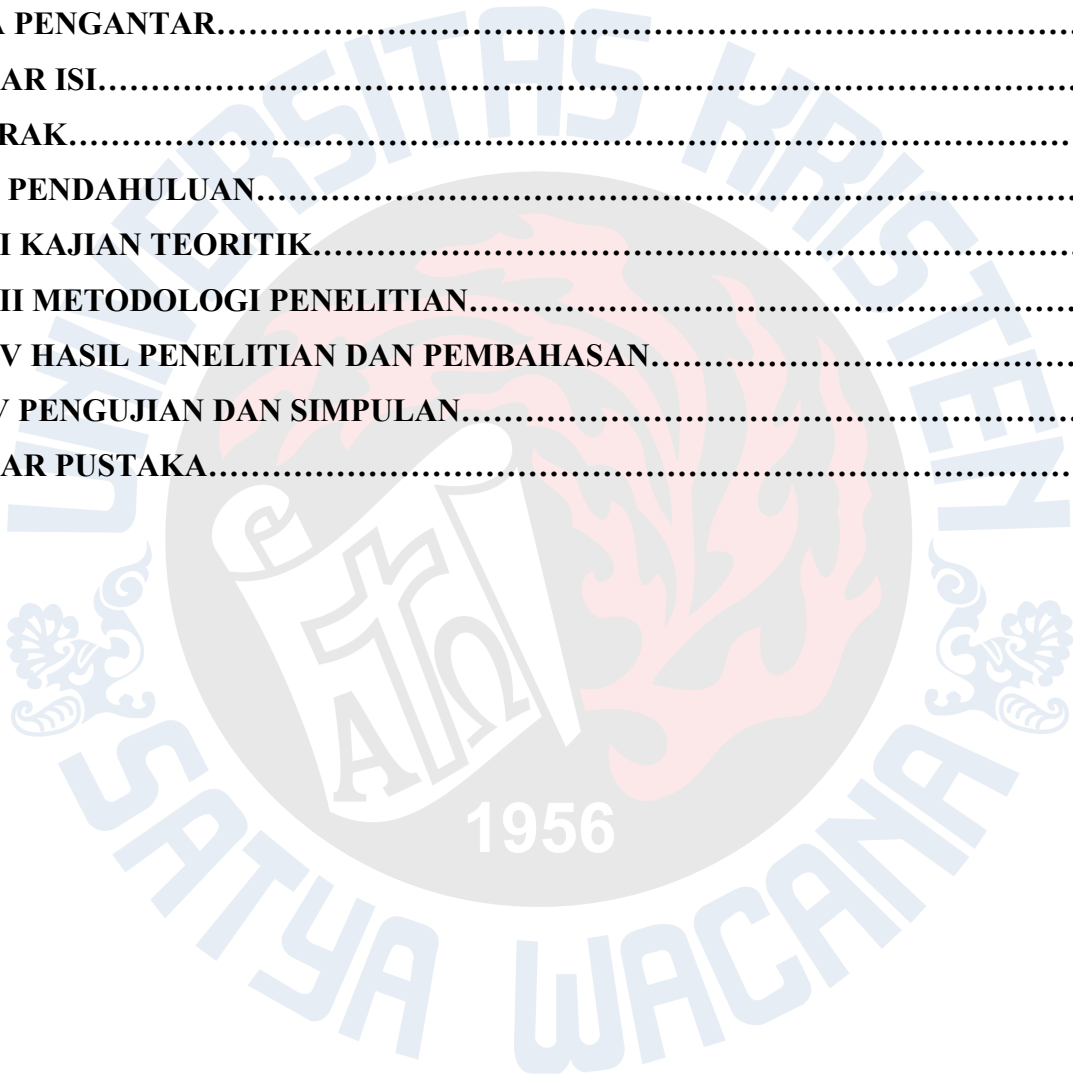 A PENGANTAR……………………………………………………………………
AR ISI……………………………………………………………………………
RAK………………………………………………………………………………
PENDAHULUAN…………………………………………………………………
I KAJIAN TEORITIK……………………………………………………………
II METODOLOGI PENELITIAN…………………………………………………
V HASIL PENELITIAN DAN PEMBAHASAN……………………………………
V PENGUJIAN DAN SIMPULAN…………………………………………………
AR PUSTAKA……………………………………………………………………
UNIVERSITAS KRISTEN
Α Ω
1956
SATYA WACANA